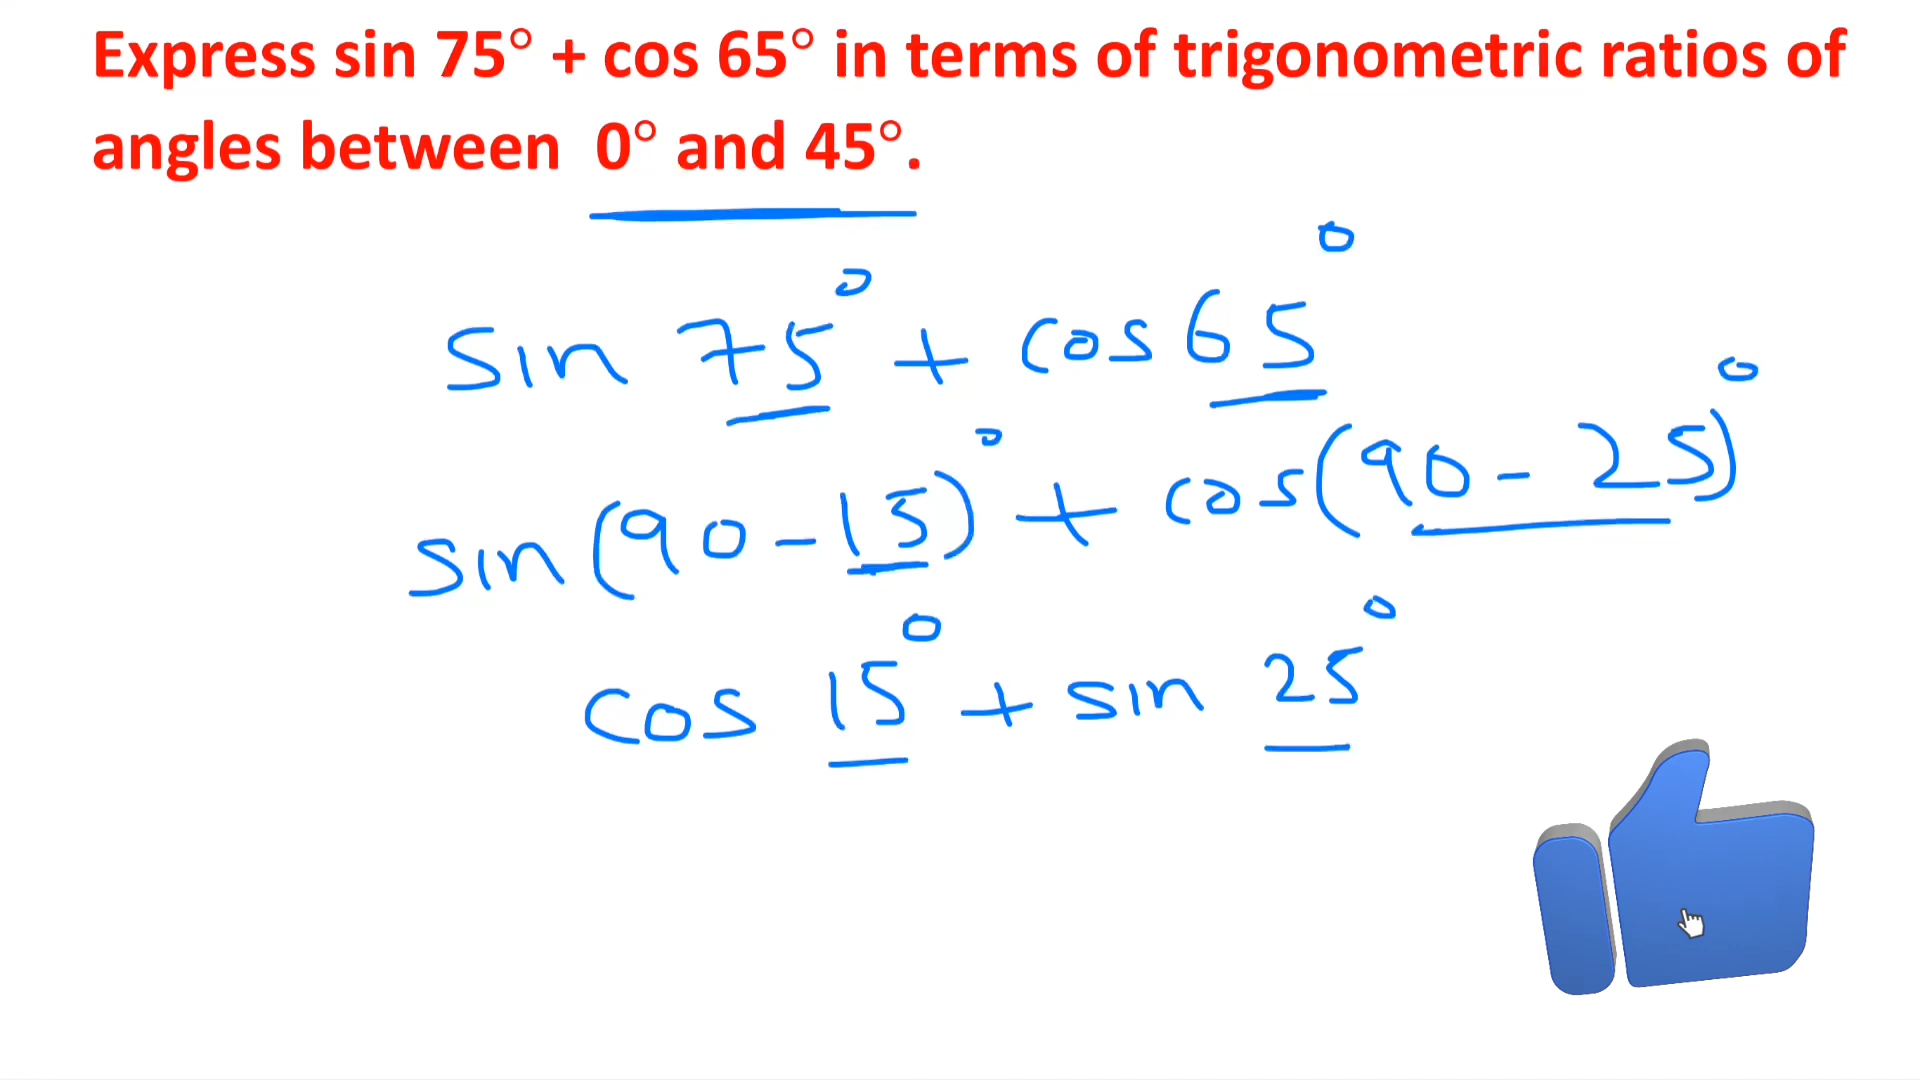 Express sin 75° + cos 65° in terms of trigonometric ratios of
angles between 0° and 45°.
sin 75° + cos 65°
sin (90 - 15)° + cos (90 - 25)°
cos 15° + sin 25°